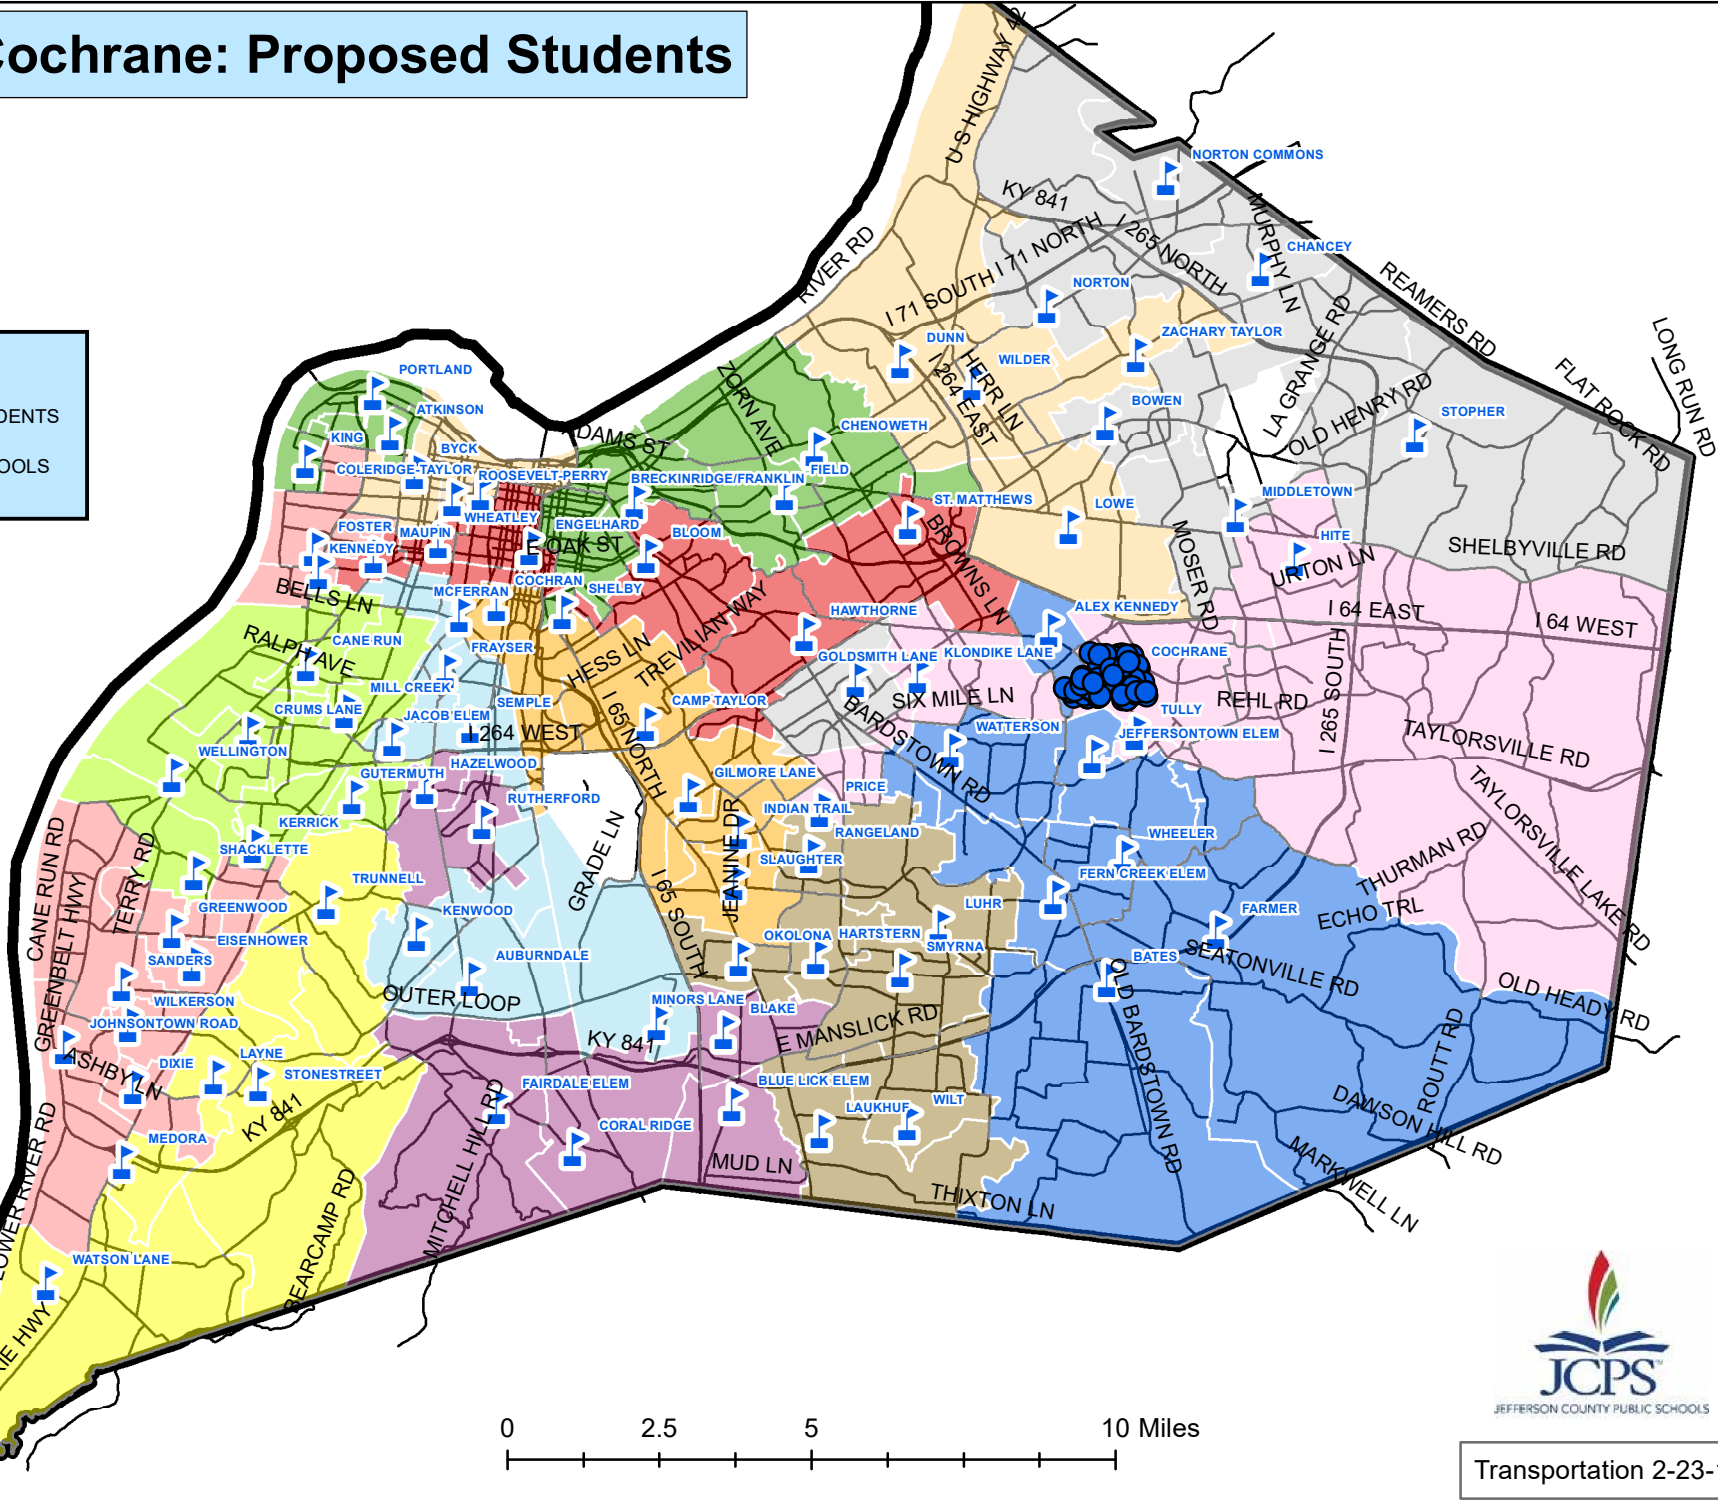 Cochrane: Proposed Students
DENTS
OOLS
U S HIGHWAY 42
NORTON COMMONS
KY 841
MURPHY LN
I 265 NORTH
I 71 NORTH
CHANCEY
RIVER RD
REAMERS RD
I 71 SOUTH
NORTON
LA GRANGE RD
LONG RUN RD
ZACHARY TAYLOR
DUNN
WILDER
HERR LN
I 264 EAST
FLAT ROCK RD
PORTLAND
ZORN AVE
BOWEN
OLD HENRY RD
STOPHER
ATKINSON
KING
BYCK
CHENOWETH
COLERIDGE-TAYLOR
ROOSEVELT-PERRY
BRECKINRIDGE/FRANKLIN
FIELD
ST. MATTHEWS
LOWE
MIDDLETOWN
WHEATLEY
FOSTER
MAUPIN
ENGELHARD
BLOOM
HITE
KENNEDY
E OAK ST
BROWNS LN
MOSER RD
URTON LN
SHELBYVILLE RD
BELLS LN
MCFERRAN
COCHRAN
SHELBY
HAWTHORNE
ALEX KENNEDY
I 64 EAST
I 64 WEST
RALPH AVE
CANE RUN
FRAYSER
HESS LN
TREVILIAN WAY
GOLDSMITH LANE
KLONDIKE LANE
COCHRANE
MILL CREEK
CRUMS LANE
SEMPLE
CAMP TAYLOR
SIX MILE LN
REHL RD
I 265 SOUTH
JACOB ELEM
I 264 WEST
I 65 NORTH
BARDSTOWN RD
WATTERSON
TULLY
JEFFERSONTOWN ELEM
TAYLORSVILLE RD
WELLINGTON
HAZELWOOD
GUTERMUTH
GILMORE LANE
PRICE
RUTHERFORD
INDIAN TRAIL
RANGELAND
TAYLORSVILLE LAKE RD
CANE RUN RD
TERRY RD
KERRICK
SHACKLETTE
GRADE LN
JEANINE DR
SLAUGHTER
WHEELER
THURMAN RD
GREENBELT HWY
TRUNNELL
FERN CREEK ELEM
GREENWOOD
KENWOOD
I 65 SOUTH
LUHR
FARMER
ECHO TRL
EISENHOWER
OKOLONA
HARTSTERN
SMYRNA
SANDERS
AUBURNDALE
BATES
SEATONVILLE RD
OLD HEADY RD
WILKERSON
OUTER LOOP
MINORS LANE
BLAKE
JOHNSONTOWN ROAD
KY 841
E MANSLICK RD
OLD BARDSTOWN RD
ROUTT RD
ASHBY LN
DIXIE
LAYNE
STONESTREET
FAIRDALE ELEM
BLUE LICK ELEM
LAUKHUF
WILT
DAWSON HILL RD
KY 841
MITCHELL HILL RD
CORAL RIDGE
MEDORA
MUD LN
MARKWELL LN
LOWER RIVER RD
BEARCAMP RD
THIXTON LN
WATSON LANE
IE HWY
JCPS
JEFFERSON COUNTY PUBLIC SCHOOLS
0 2.5 5 10 Miles
Transportation 2-23-